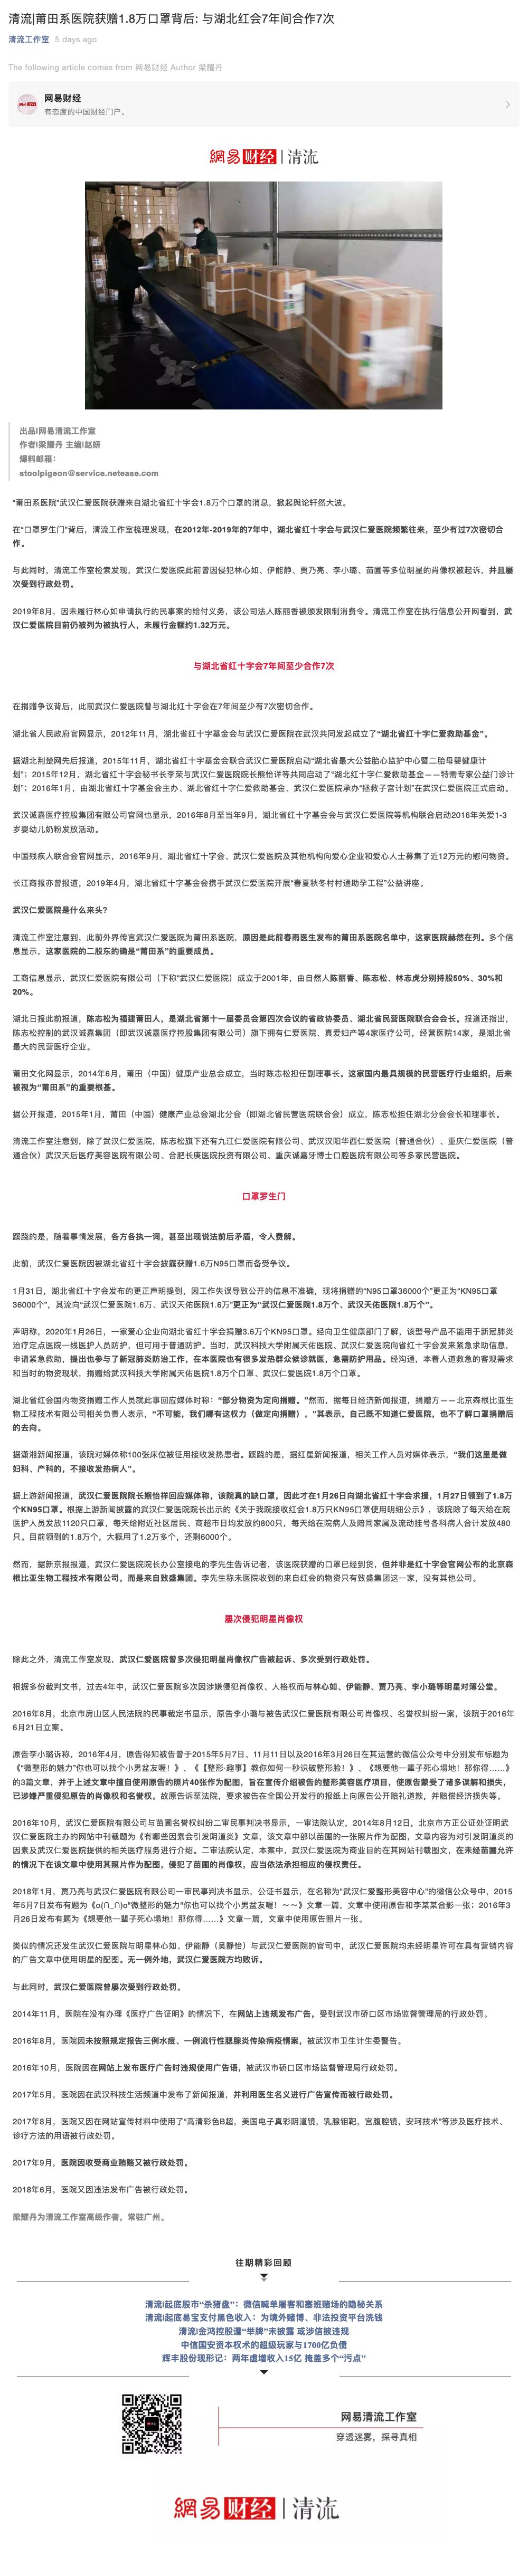 清流|莆田系医院获赠1.8万口罩背后: 与湖北红会7年间合作7次
清流工作室 5 days ago
The following article comes from 网易财经 Author 梁耀丹
网易财经
有态度的中国财经门户。
網易财经|清流
出品|网易清流工作室
作者|梁耀丹 主编|赵妍
爆料邮箱：
stoolpigeon@service.netease.com
“莆田系医院”武汉仁爱医院获赠来自湖北省红十字会1.8万个口罩的消息，掀起舆论轩然大波。
在“口罩罗生门”背后，清流工作室梳理发现，在2012年-2019年的7年中，湖北省红十字会与武汉仁爱医院频繁往来，至少有过7次密切合
作。
与此同时，清流工作室检索发现，武汉仁爱医院此前曾因侵犯林心如、伊能静、贾乃亮、李小璐、苗圃等多位明星的肖像权被起诉，并且屡
次受到行政处罚。
2019年8月，因未履行林心如申请执行的民事案的给付义务，该公司法人陈丽香被颁发限制消费令。清流工作室在执行信息公开网看到，武
汉仁爱医院目前仍被列为被执行人，未履行金额约1.32万元。
与湖北省红十字会7年间至少合作7次
在捐赠争议背后，此前武汉仁爱医院曾与湖北红十字会在7年间至少有7次密切合作。
湖北省人民政府官网显示，2012年11月，湖北省红十字基金会与武汉仁爱医院在武汉共同发起成立了“湖北省红十字仁爱救助基金”。
据湖北荆楚网先后报道，2015年11月，湖北省红十字基金会联合武汉仁爱医院启动“湖北省最大公益胎心监护中心暨二胎母婴健康计
划”；2015年12月，湖北省红十字会秘书长李荣与武汉仁爱医院院长熊怡详等共同启动了“湖北红十字仁爱救助基金——特需专家公益门诊计
划”；2016年1月，由湖北省红十字基金会主办、湖北省红十字仁爱救助基金、武汉仁爱医院承办“拯救子宫计划”在武汉仁爱医院正式启动。
武汉诚嘉医疗控股集团有限公司官网也显示，2016年8月至当年9月，湖北省红十字基金会与武汉仁爱医院等机构联合启动2016年关爱1-3
岁婴幼儿奶粉发放活动。
中国残疾人联合会官网显示，2016年9月，湖北省红十字会、武汉仁爱医院及其他机构向爱心企业和爱心人士募集了近12万元的慰问物资。
长江商报亦曾报道，2019年4月，湖北省红十字基金会携手武汉仁爱医院开展“春夏秋冬村村通助孕工程”公益讲座。
武汉仁爱医院是什么来头?
清流工作室注意到，此前外界传言武汉仁爱医院为莆田系医院，原因是此前春雨医生发布的莆田系医院名单中，这家医院赫然在列。多个信
息显示，这家医院的二股东的确是“莆田系”的重要成员。
工商信息显示，武汉仁爱医院有限公司（下称“武汉仁爱医院）成立于2001年，由自然人陈丽香、陈志松、林志虎分别持股50%、30%和
20%。
湖北日报此前报道，陈志松为福建莆田人，是湖北省第十一届委员会第四次会议的省政协委员、湖北省民营医院联合会会长。报道还指出，
陈志松控制的武汉诚嘉集团（即武汉诚嘉医疗控股集团有限公司）旗下拥有仁爱医院、真爱妇产等4家医疗公司，经营医院14家，是湖北省
最大的民营医疗企业。
莆田文化网显示，2014年6月，莆田（中国）健康产业总会成立，当时陈志松担任副理事长。这家国内最具规模的民营医疗行业组织，后来
被视为“莆田系”的重要根基。
据公开报道，2015年1月，莆田（中国）健康产业总会湖北分会（即湖北省民营医院联合会）成立，陈志松担任湖北分会会长和理事长。
清流工作室注意到，除了武汉仁爱医院，陈志松旗下还有九江仁爱医院有限公司、武汉汉阳华西仁爱医院（普通合伙）、重庆仁爱医院（普
通合伙）武汉天后医疗美容医院有限公司、合肥长庚医院投资有限公司、重庆诚嘉牙博士口腔医院有限公司等多家民营医院。
口罩罗生门
蹊跷的是，随着事情发展，各方各执一词，甚至出现说法前后矛盾，令人费解。
此前，武汉仁爱医院因被湖北省红十字会披露获赠1.6万N95口罩而备受争议。
1月31日，湖北省红十字会发布的更正声明提到，因工作失误导致公开的信息不准确，现将捐赠的“N95口罩36000个”更正为“KN95口罩
36000个”，其流向“武汉仁爱医院1.6万、武汉天佑医院1.6万”更正为“武汉仁爱医院1.8万个、武汉天佑医院1.8万个”。
声明称，2020年1月26日，一家爱心企业向湖北省红十字会捐赠3.6万个KN95口罩。经向卫生健康部门了解，该型号产品不能用于新冠肺炎
治疗定点医院一线医护人员防护，但可用于普通防护。当时，武汉科技大学附属天佑医院、武汉仁爱医院向省红十字会发来紧急求助信息，
申请紧急救助，提出也参与了新冠肺炎防治工作，在本医院也有很多发热群众候诊就医，急需防护用品。经沟通，本着人道救急的客观需求
和当时的物资现状，捐赠给武汉科技大学附属天佑医院1.8万个口罩、武汉仁爱医院1.8万个口罩。
湖北省红会国内物资捐赠工作人员就此事回应媒体时称：“部分物资为定向捐赠。”然而，据每日经济新闻报道，捐赠方——北京森根比亚生
物工程技术有限公司相关负责人表示，“不可能，我们哪有这权力（做定向捐赠）。”其表示，自己既不知道仁爱医院，也不了解口罩捐赠后
的去向。
据潇湘新闻报道，该院对媒体称100张床位被征用接收发热患者。蹊跷的是，据红星新闻报道，相关工作人员对媒体表示，“我们这里是做
妇科、产科的，不接收发热病人”。
据上游新闻报道，武汉仁爱医院院长熊怡祥回应媒体称，该院真的缺口罩，因此才在1月26日向湖北省红十字会求援，1月27日领到了1.8万
个KN95口罩。根据上游新闻披露的武汉仁爱医院院长出示的《关于我院接收红会1.8万只KN95口罩使用明细公示》，该院除了每天给在院
医护人员发放1120只口罩，每天给附近社区居民、商超市日均发放约800只，每天给在院病人及陪同家属及流动挂号各科病人合计发放480
只。目前领到的1.8万个，大概用了1.2万多个，还剩6000个。
然而，据新京报报道，武汉仁爱医院院长办公室接电的李先生告诉记者，该医院获赠的口罩已经到货，但并非是红十字会官网公布的北京森
根比亚生物工程技术有限公司，而是来自致盛集团。李先生称未医院收到的来自红会的物资只有致盛集团这一家，没有其他公司。
屡次侵犯明星肖像权
除此之外，清流工作室发现，武汉仁爱医院曾多次侵犯明星肖像权广告被起诉、多次受到行政处罚。
根据多份裁判文书，过去4年中，武汉仁爱医院多次因涉嫌侵犯肖像权、人格权而与林心如、伊能静、贾乃亮、李小璐等明星对薄公堂。
2016年8月，北京市房山区人民法院的民事裁定书显示，原告李小璐与被告武汉仁爱医院有限公司肖像权、名誉权纠纷一案，该院于2016年
6月21日立案。
原告李小璐诉称，2016年4月，原告得知被告曾于2015年5月7日、11月11日以及2016年3月26日在其运营的微信公众号中分别发布标题为
《“微整形的魅力”你也可以找个小男盆友喔！》、《【整形·趣事】教你如何一秒识破整形脸！》、《想要他一辈子死心塌地！那你得……》
的3篇文章，并于上述文章中擅自使用原告的照片40张作为配图，旨在宣传介绍被告的整形美容医疗项目，使原告蒙受了诸多误解和损失，
已涉嫌严重侵犯原告的肖像权和名誉权。故原告诉至法院，要求被告在全国公开发行的报纸上向原告公开赔礼道歉，并赔偿经济损失等。
2016年10月，武汉仁爱医院有限公司与苗圃名誉权纠纷二审民事判决书显示，一审法院认定，2014年8月12日，北京市方正公证处证明武
汉仁爱医院主办的网站中刊载题为《有哪些因素会引发阴道炎》文章，该文章中部以苗圃的一张照片作为配图，文章内容为对引发阴道炎的
因素及武汉仁爱医院提供的相关医疗服务进行介绍。二审法院认定，本案中，武汉仁爱医院为商业目的在其网站刊载图文，在未经苗圃允许
的情况下在该文章中使用其照片作为配图，侵犯了苗圃的肖像权，应当依法承担相应的侵权责任。
2018年1月，贾乃亮与武汉仁爱医院有限公司一审民事判决书显示，公证书显示，在名称为“武汉仁爱整形美容中心”的微信公众号中，2015
年5月7日发布有题为《o(∩_∩)o“微整形的魅力”你也可以找个小男盆友喔！～～》文章一篇，文章中使用原告和李某某合影一张；2016年3
月26日发布有题为《想要他一辈子死心塌地！那你得……》文章一篇，文章中使用原告照片一张。
类似的情况还发生武汉仁爱医院与明星林心如、伊能静（吴静怡）与武汉仁爱医院的官司中，武汉仁爱医院均未经明星许可在具有营销内容
的广告文章中使用明星的配图。无一例外地，武汉仁爱医院方均败诉。
与此同时，武汉仁爱医院曾屡次受到行政处罚。
2014年11月，医院在没有办理《医疗广告证明》的情况下，在网站上违规发布广告，受到武汉市硚口区市场监督管理局的行政处罚。
2016年8月，医院因未按照规定报告三例水痘、一例流行性腮腺炎传染病疫情案，被武汉市卫生计生委警告。
2016年10月，医院因在网站上发布医疗广告时违规使用广告语，被武汉市硚口区市场监督管理局行政处罚。
2017年5月，医院因在武汉科技生活频道中发布了新闻报道，并利用医生名义进行广告宣传而被行政处罚。
2017年8月，医院又因在网站宣传材料中使用了“高清彩色B超，美国电子真彩阴道镜，乳腺钼靶，宫腹腔镜，安珂技术”等涉及医疗技术、
诊疗方法的用语被行政处罚。
2017年9月，医院因收受商业贿赂又被行政处罚。
2018年6月，医院又因违法发布广告被行政处罚。
梁耀丹为清流工作室高级作者，常驻广州。
往期精彩回顾
清流|起底股市“杀猪盘”：微信喊单屠客和寨班赌场的隐秘关系
清流|起底易宝支付黑色收入：为境外赌博、非法投资平台洗钱
清流|金鸿控股遭“举牌”未披露 或涉信披违规
中信国安资本权术的超级玩家与1700亿负债
辉丰股份现形记：两年虚增收入15亿 掩盖多个“污点”
网易清流工作室
穿透迷雾，探寻真相
網易财经|清流